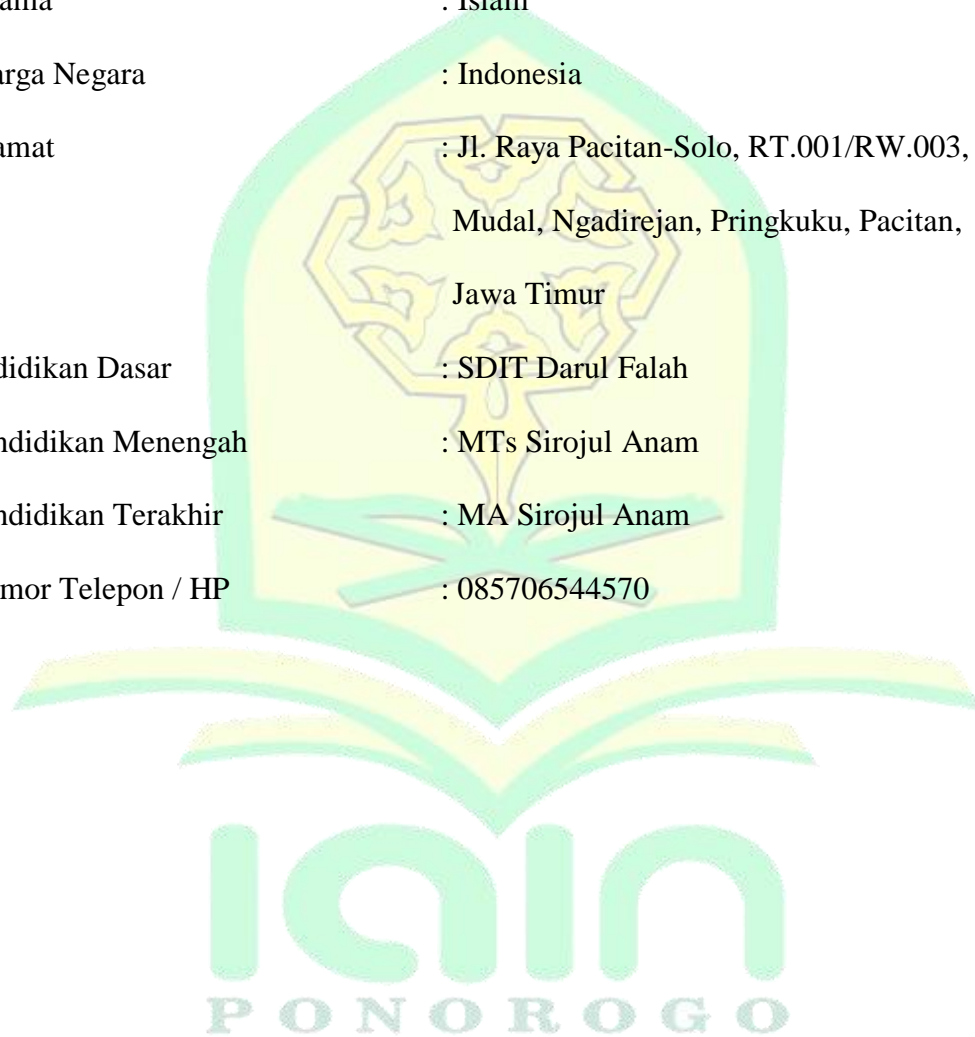 : Islam
arga Negara : Indonesia
amat : Jl. Raya Pacitan-Solo, RT.001/RW.003,
Mudal, Ngadirejan, Pringkuku, Pacitan,
Jawa Timur
didikan Dasar : SDIT Darul Falah
ndidikan Menengah : MTs Sirojul Anam
ndidikan Terakhir : MA Sirojul Anam
mor Telepon / HP : 085706544570
iain
PONOROGO